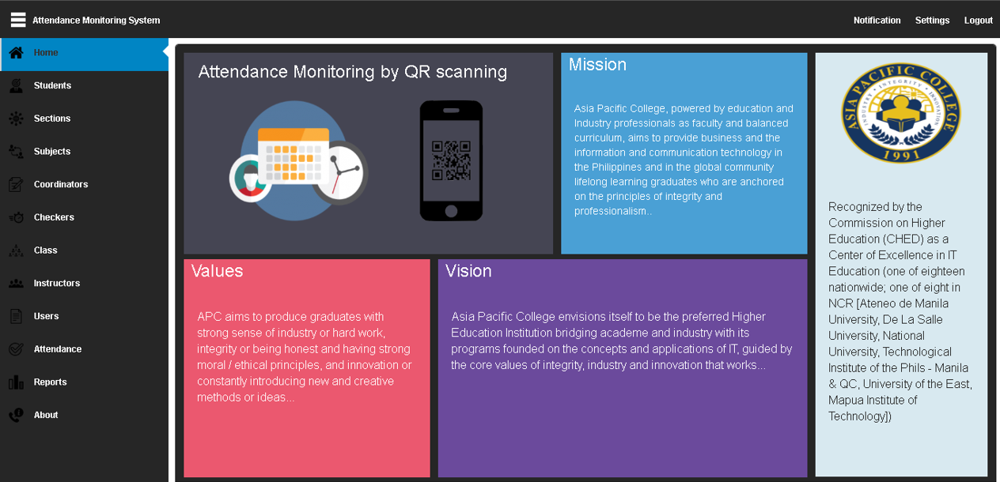 Attendance Monitoring System
Notification
Settings
Logout
Home
Students
Sections
Subjects
Coordinators
Checkers
Class
Instructors
Users
Attendance
Reports
About
Attendance Monitoring by QR scanning
Mission
Asia Pacific College, powered by education and
Industry professionals as faculty and balanced
curriculum, aims to provide business and the
information and communication technology in
the Philippines and in the global community
lifelong learning graduates who are anchored
on the principles of integrity and
professionalism..
Values
APC aims to produce graduates with
strong sense of industry or hard work,
integrity or being honest and having strong
moral / ethical principles, and innovation or
constantly introducing new and creative
methods or ideas...
Vision
Asia Pacific College envisions itself to be the preferred Higher
Education Institution bridging academe and industry with its
programs founded on the concepts and applications of IT, guided by
the core values of integrity, industry and innovation that works...
ASIA PACIFIC COLLEGE
INDUSTRY • INTEGRITY • INNOVATION
1991
Recognized by the
Commission on Higher
Education (CHED) as a
Center of Excellence in IT
Education (one of eighteen
nationwide; one of eight in
NCR [Ateneo de Manila
University, De La Salle
University, National
University, Technological
Institute of the Phils - Manila
& QC, University of the East,
Mapua Institute of
Technology])